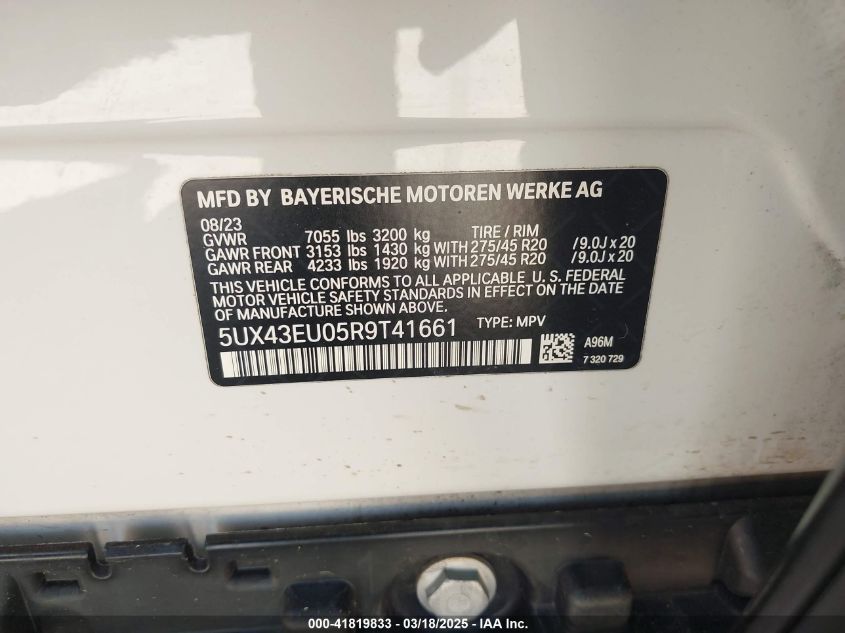 MFD BY BAYERISCHE MOTOREN WERKE AG
08/23
GVWR 7055 lbs 3200 kg TIRE / RIM
GAWR FRONT 3153 lbs 1430 kg WITH 275/45 R20 /9.0J x 20
GAWR REAR 4233 lbs 1920 kg WITH 275/45 R20 /9.0J x 20
THIS VEHICLE CONFORMS TO ALL APPLICABLE U. S. FEDERAL
MOTOR VEHICLE SAFETY STANDARDS IN EFFECT ON THE DATE
OF MANUFACTURE SHOWN ABOVE.
5UX43EU05R9T41661 TYPE: MPV
A96M
7 320 729
000-41819833 / 03/18/2025 - IAA Inc.